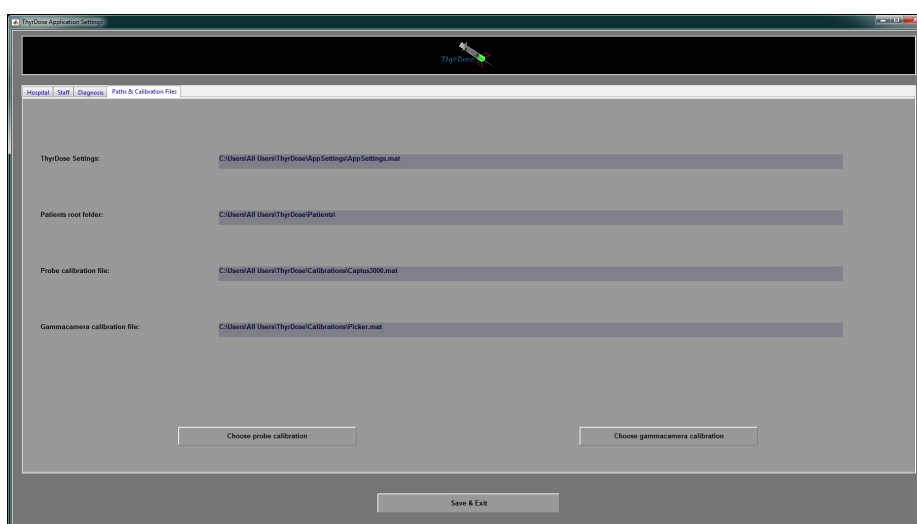 ThyrDose Application Settings
ThyrDose
Hospital Staff Diagnosis Paths & Calibration Files
ThyrDose Settings: C:\Users\All Users\ThyrDose\AppSettings\AppSettings.mat
Patients root folder: C:\Users\All Users\ThyrDose\Patients\
Probe calibration file: C:\Users\All Users\ThyrDose\Calibrations\Captus3000.mat
Gammacamera calibration file: C:\Users\All Users\ThyrDose\Calibrations\Picker.mat
Choose probe calibration Choose gammacamera calibration
Save & Exit